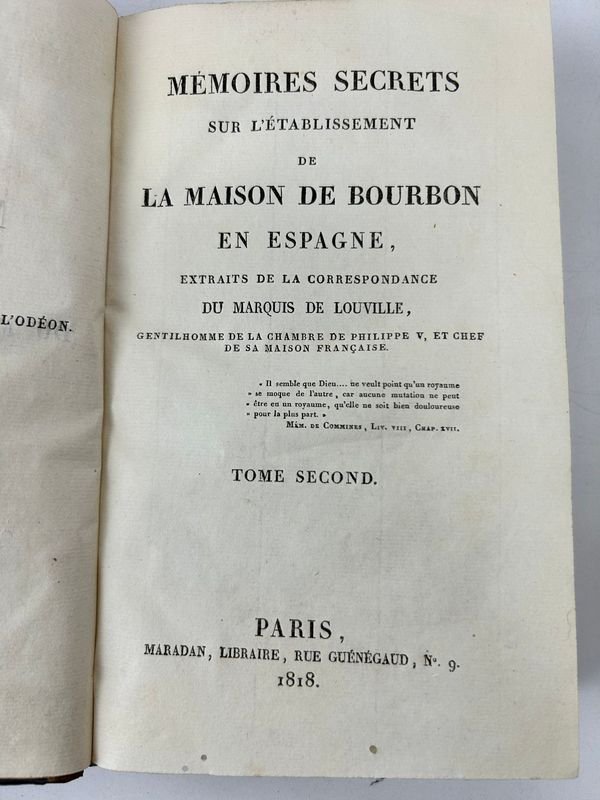 L'ODÉON.
MÉMOIRES SECRETS
SUR L'ÉTABLISSEMENT
DE
LA MAISON DE BOURBON
EN ESPAGNE,
EXTRAITS DE LA CORRESPONDANCE
DU MARQUIS DE LOUVILLE,
GENTILHOMME DE LA CHAMBRE DE PHILIPPE V, ET CHEF
DE SA MAISON FRANÇAISE.
« Il semble que Dieu.... ne veult point qu'un royaume
» se moque de l'autre, car aucune mutation ne peut
» être en un royaume, qu'elle ne soit bien douloureuse
» pour la plus part. »
MÉM. DE COMMINES, LIV. VIII, CHAP. XVII.
TOME SECOND.
PARIS,
MARADAN, LIBRAIRE, RUE GUÉNÉGAUD, Nº. 9.
1818.